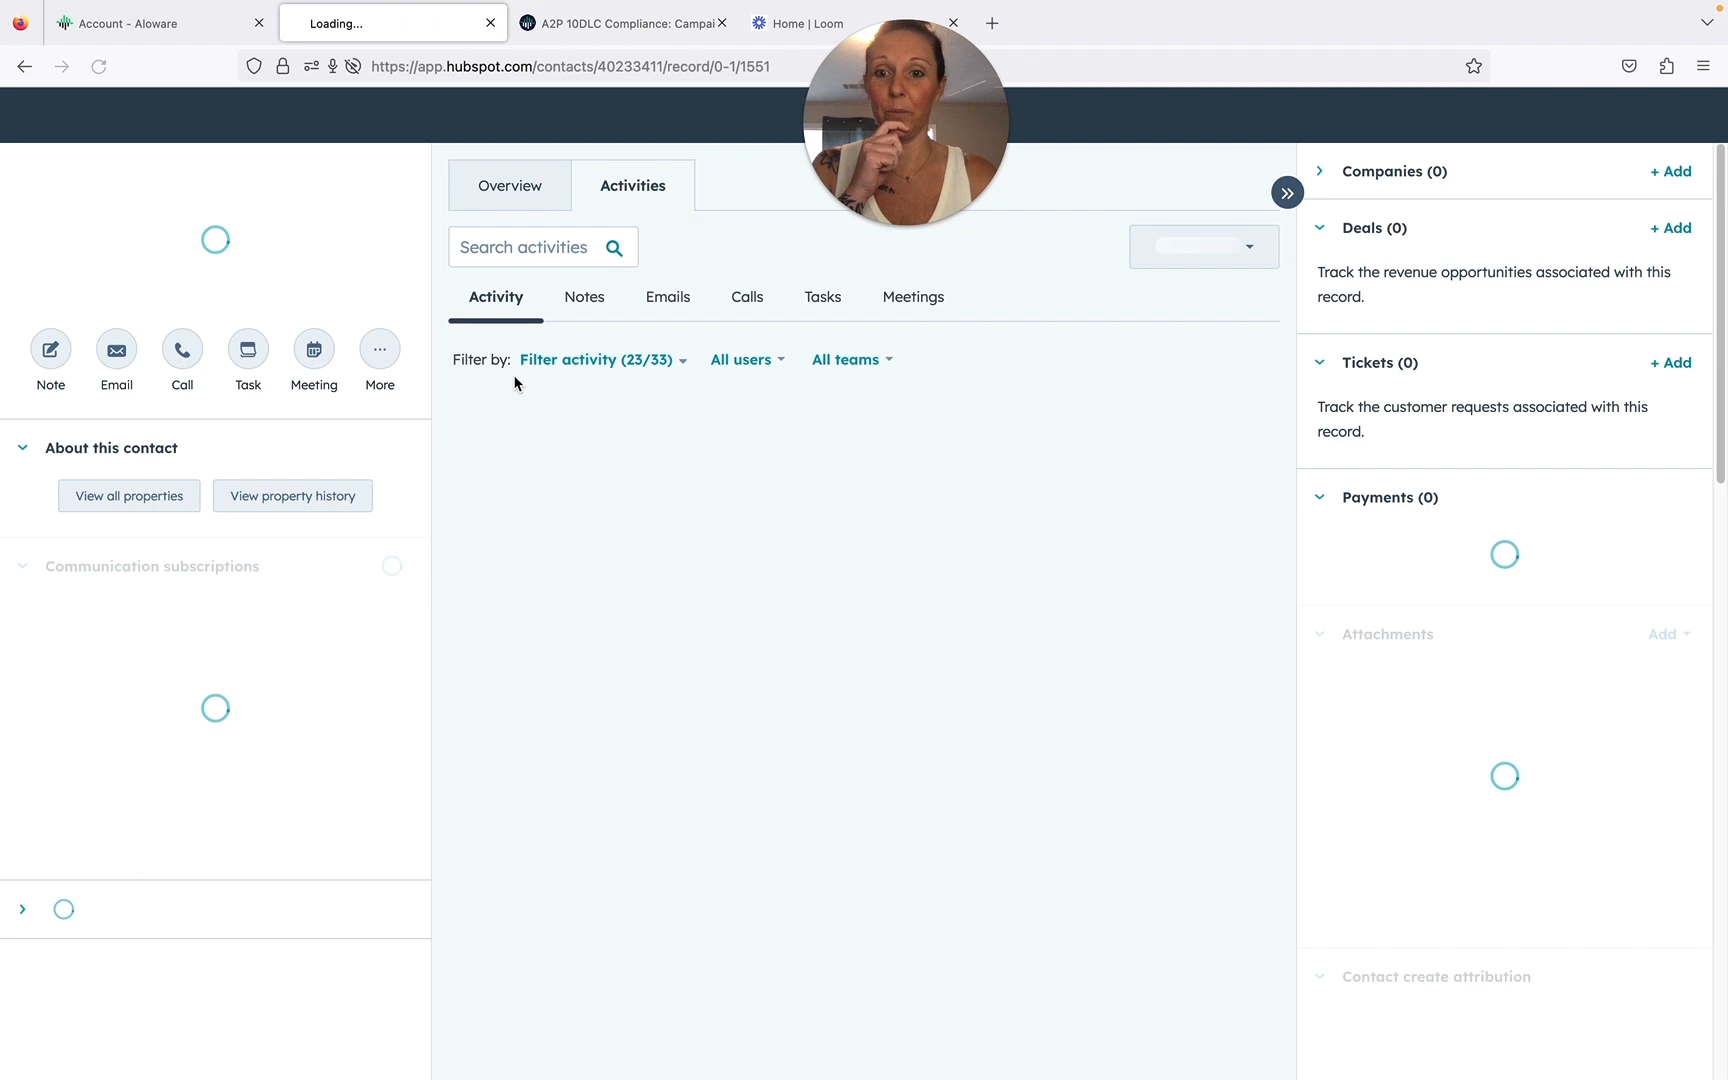 Account - Aloware
Loading...
A2P 10DLC Compliance: Campai
Home | Loom
https://app.hubspot.com/contacts/40233411/record/0-1/1551
Overview
Activities
Search activities
Activity
Notes
Emails
Calls
Tasks
Meetings
Filter by:
Filter activity (23/33)
All users
All teams
Note
Email
Call
Task
Meeting
More
About this contact
View all properties
View property history
Communication subscriptions
Companies (0)
+ Add
Deals (0)
+ Add
Track the revenue opportunities associated with this
record.
Tickets (0)
+ Add
Track the customer requests associated with this
record.
Payments (0)
Attachments
Add
Contact create attribution